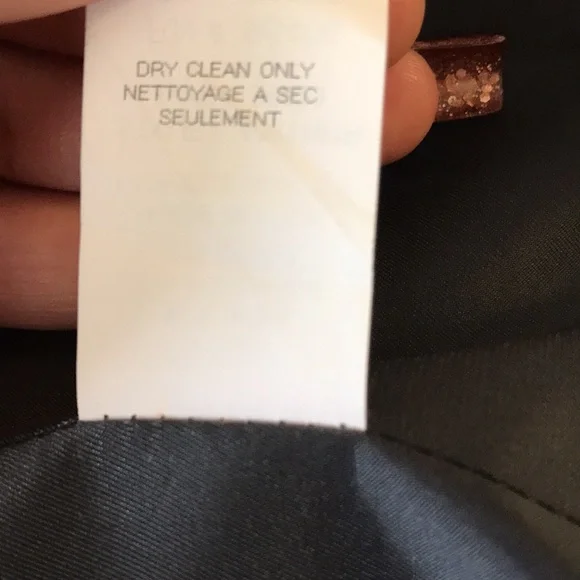 DRY CLEAN ONLY
NETTOYAGE A SEC
SEULEMENT